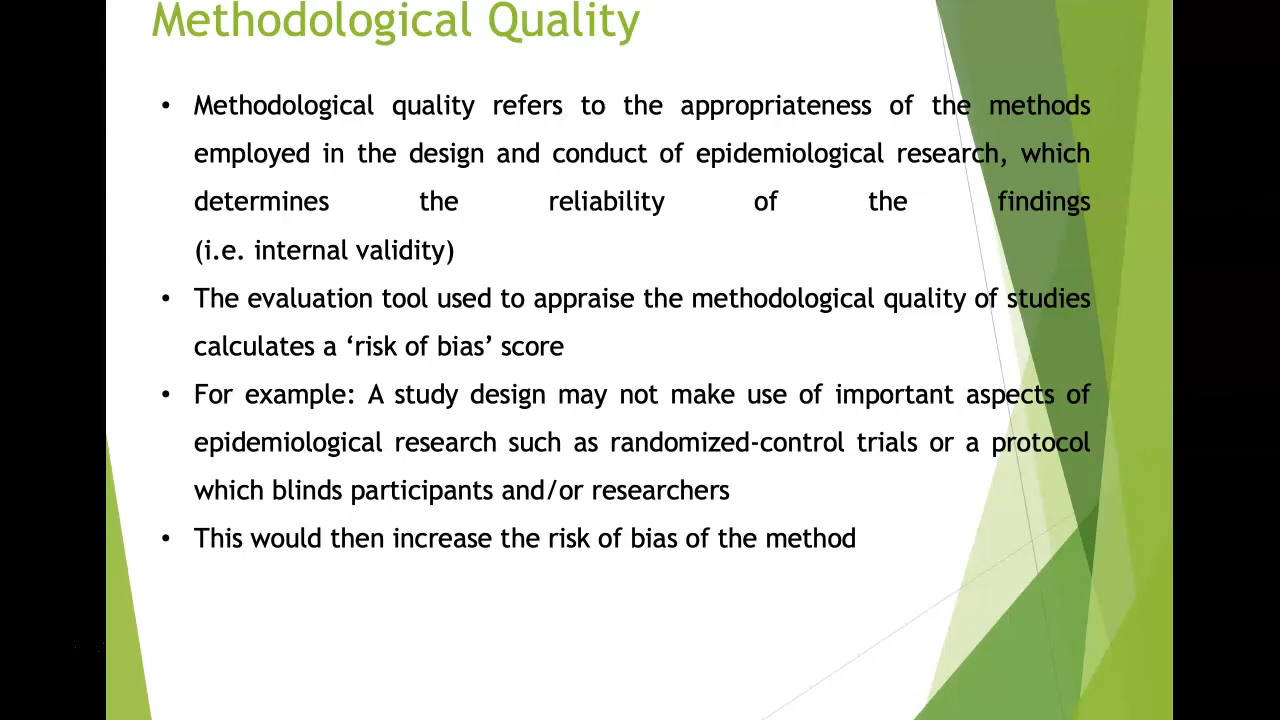 Methodological Quality
• Methodological quality refers to the appropriateness of the methods
employed in the design and conduct of epidemiological research, which
determines the reliability of the findings
(i.e. internal validity)
• The evaluation tool used to appraise the methodological quality of studies
calculates a ‘risk of bias’ score
• For example: A study design may not make use of important aspects of
epidemiological research such as randomized-control trials or a protocol
which blinds participants and/or researchers
• This would then increase the risk of bias of the method